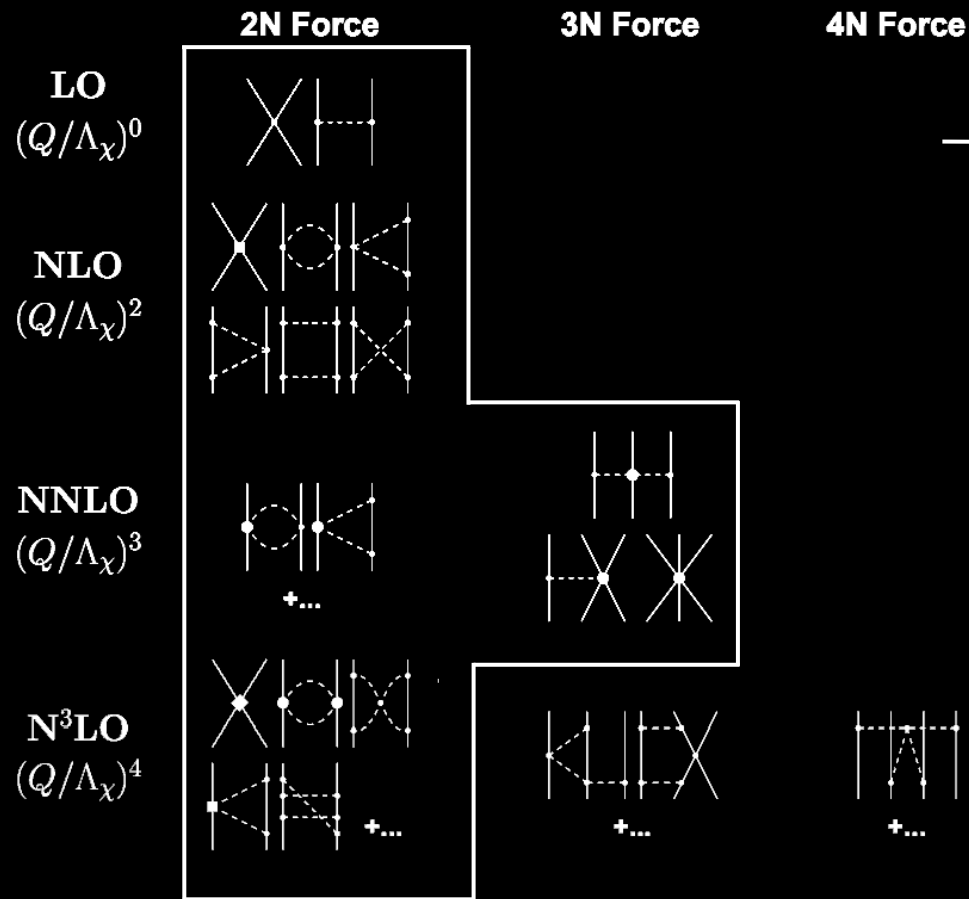 2N Force 3N Force 4N Force
LO
(Q/Λχ)⁰
NLO
(Q/Λχ)²
NNLO
(Q/Λχ)³
+...
N³LO
(Q/Λχ)⁴
+... +... +...